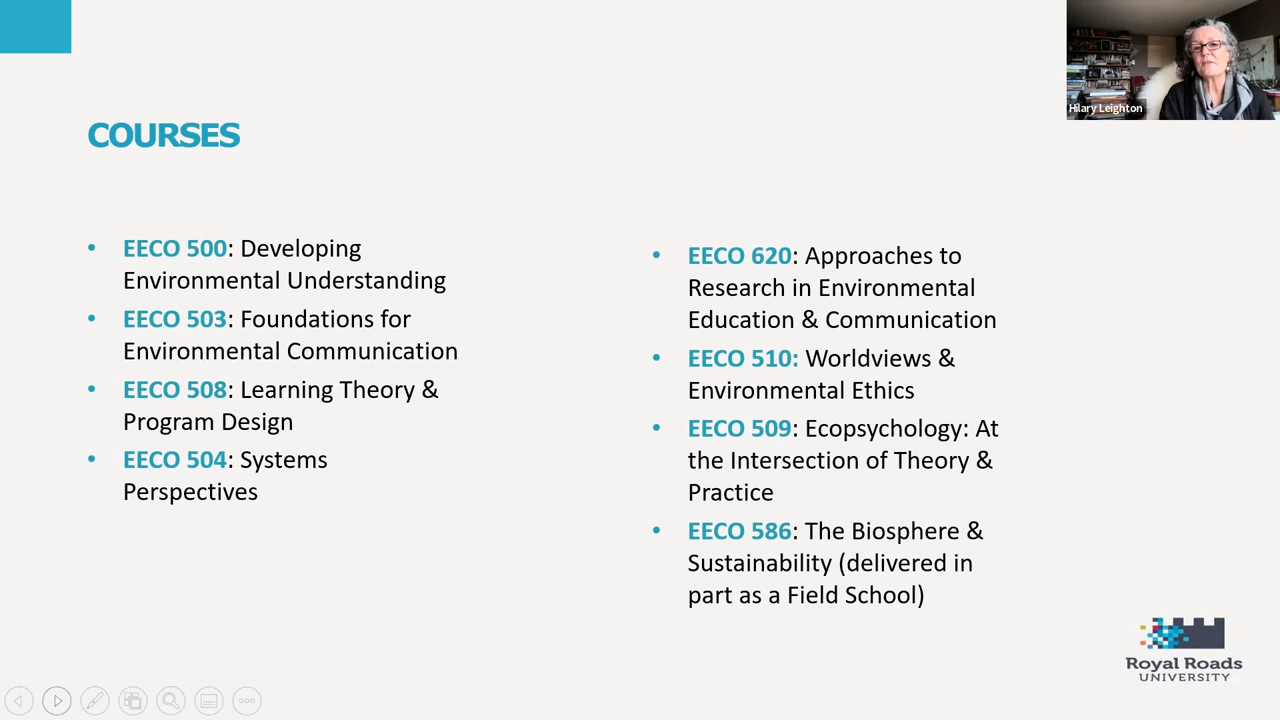 Hilary Leighton
COURSES
• EECO 500: Developing
Environmental Understanding
• EECO 503: Foundations for
Environmental Communication
• EECO 508: Learning Theory &
Program Design
• EECO 504: Systems
Perspectives
• EECO 620: Approaches to
Research in Environmental
Education & Communication
• EECO 510: Worldviews &
Environmental Ethics
• EECO 509: Ecopsychology: At
the Intersection of Theory &
Practice
• EECO 586: The Biosphere &
Sustainability (delivered in
part as a Field School)
Royal Roads
UNIVERSITY